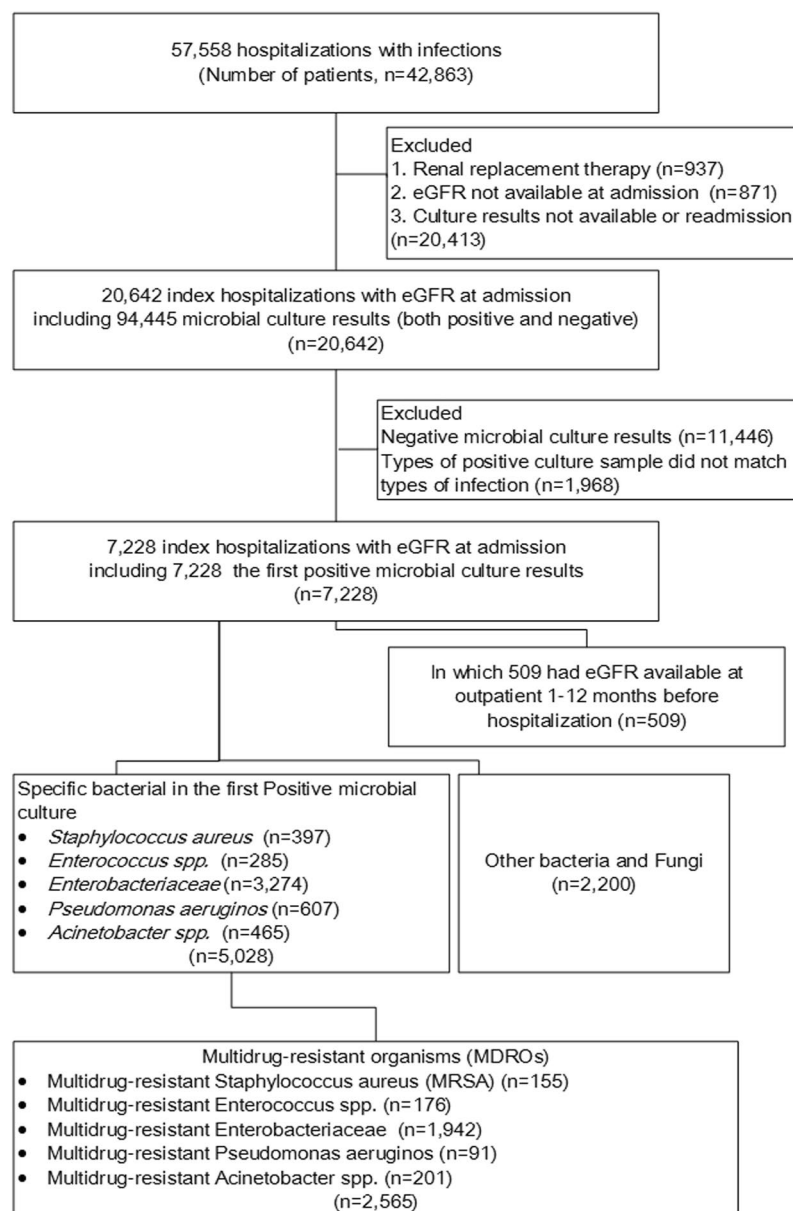 57,558 hospitalizations with infections
(Number of patients, n=42,863)
Excluded
1. Renal replacement therapy (n=937)
2. eGFR not available at admission (n=871)
3. Culture results not available or readmission
(n=20,413)
20,642 index hospitalizations with eGFR at admission
including 94,445 microbial culture results (both positive and negative)
(n=20,642)
Excluded
Negative microbial culture results (n=11,446)
Types of positive culture sample did not match
types of infection (n=1,968)
7,228 index hospitalizations with eGFR at admission
including 7,228 the first positive microbial culture results
(n=7,228)
In which 509 had eGFR available at
outpatient 1-12 months before
hospitalization (n=509)
Specific bacterial in the first Positive microbial
culture
• Staphylococcus aureus (n=397)
• Enterococcus spp. (n=285)
• Enterobacteriaceae (n=3,274)
• Pseudomonas aeruginos (n=607)
• Acinetobacter spp. (n=465)
(n=5,028)
Other bacteria and Fungi
(n=2,200)
Multidrug-resistant organisms (MDROs)
• Multidrug-resistant Staphylococcus aureus (MRSA) (n=155)
• Multidrug-resistant Enterococcus spp. (n=176)
• Multidrug-resistant Enterobacteriaceae (n=1,942)
• Multidrug-resistant Pseudomonas aeruginos (n=91)
• Multidrug-resistant Acinetobacter spp. (n=201)
(n=2,565)